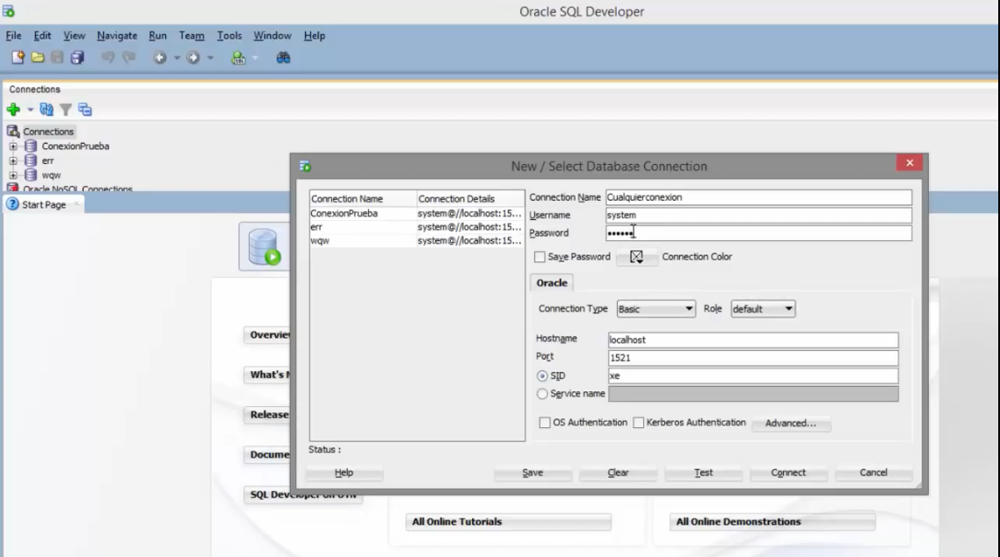 Oracle SQL Developer
File Edit View Navigate Run Team Tools Window Help
Connections
Connections
ConexionPrueba
err
wqw
Oracle NoSQL Connections
Start Page
New / Select Database Connection
Connection Name Connection Details
ConexionPrueba system@//localhost:15...
err system@//localhost:15...
wqw system@//localhost:15...
Connection Name Cualquierconexion
Username system
Password ••••••
Save Password Connection Color
Oracle
Connection Type Basic Role default
Hostname localhost
Port 1521
SID xe
Service name
OS Authentication Kerberos Authentication Advanced...
Status :
Help Save Clear Test Connect Cancel
Overvie
What's
Release
Docume
SQL Developer on OTN
All Online Tutorials All Online Demonstrations